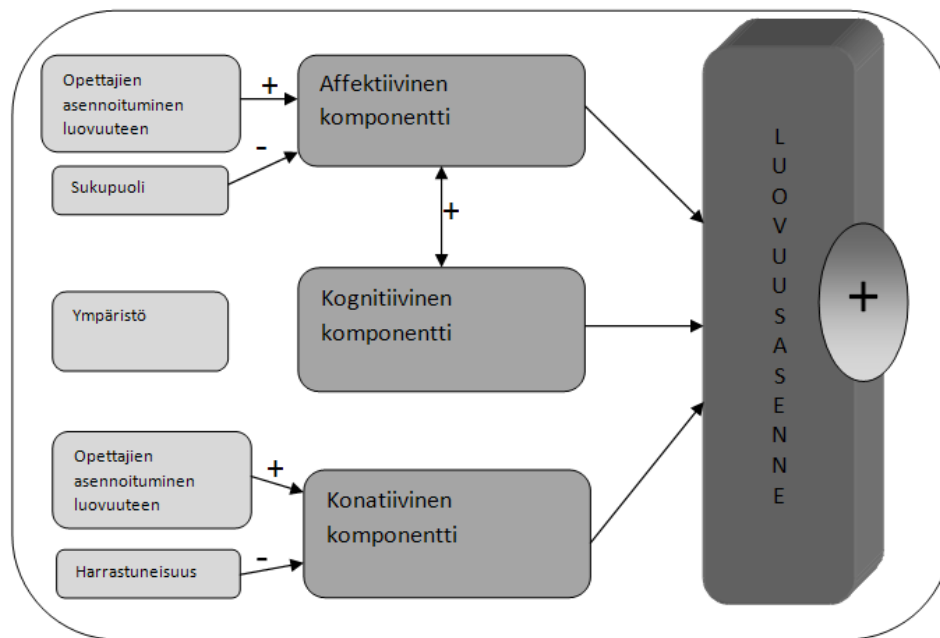 Opettajien
asennoituminen
luovuuteen
+
Affektiivinen
komponentti
-
Sukupuoli
+
Ympäristö
Kognitiivinen
komponentti
Opettajien
asennoituminen
luovuuteen
+
Konatiivinen
komponentti
-
Harrastuneisuus
L
U
O
V
U
U
S
A
S
E
N
N
E
+